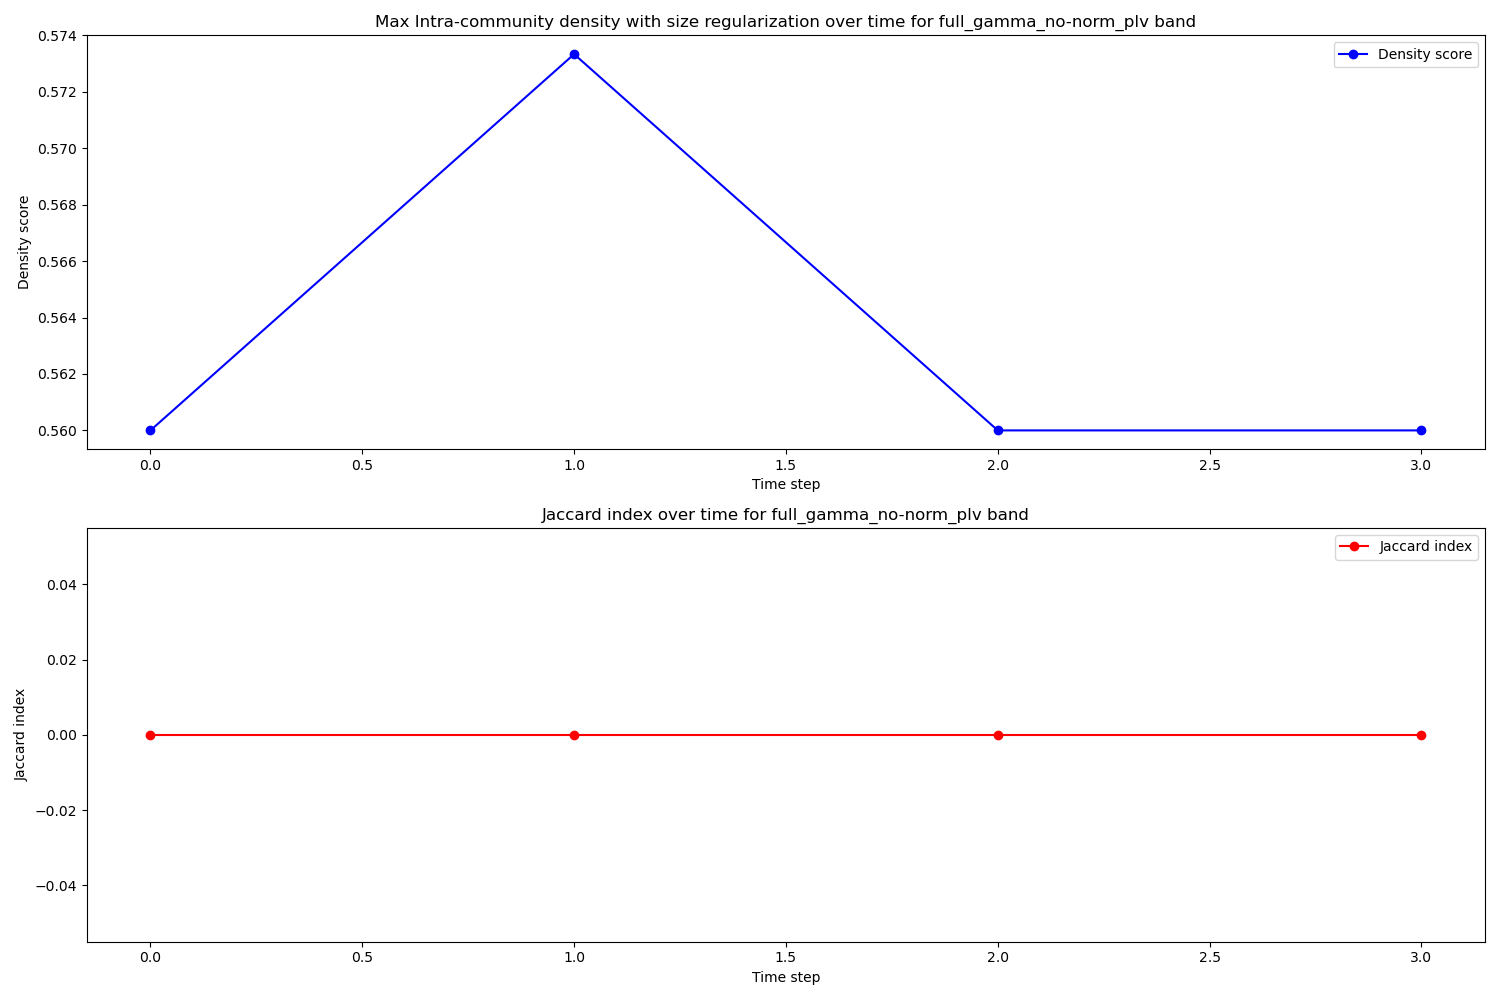 Max Intra-community density with size regularization over time for full_gamma_no-norm_plv band
0.574
0.572
0.570
0.568
0.566
0.564
0.562
0.560
Density score
Density score
0.0 0.5 1.0 1.5 2.0 2.5 3.0
Time step
Jaccard index over time for full_gamma_no-norm_plv band
0.04
0.02
0.00
−0.02
−0.04
Jaccard index
Jaccard index
0.0 0.5 1.0 1.5 2.0 2.5 3.0
Time step